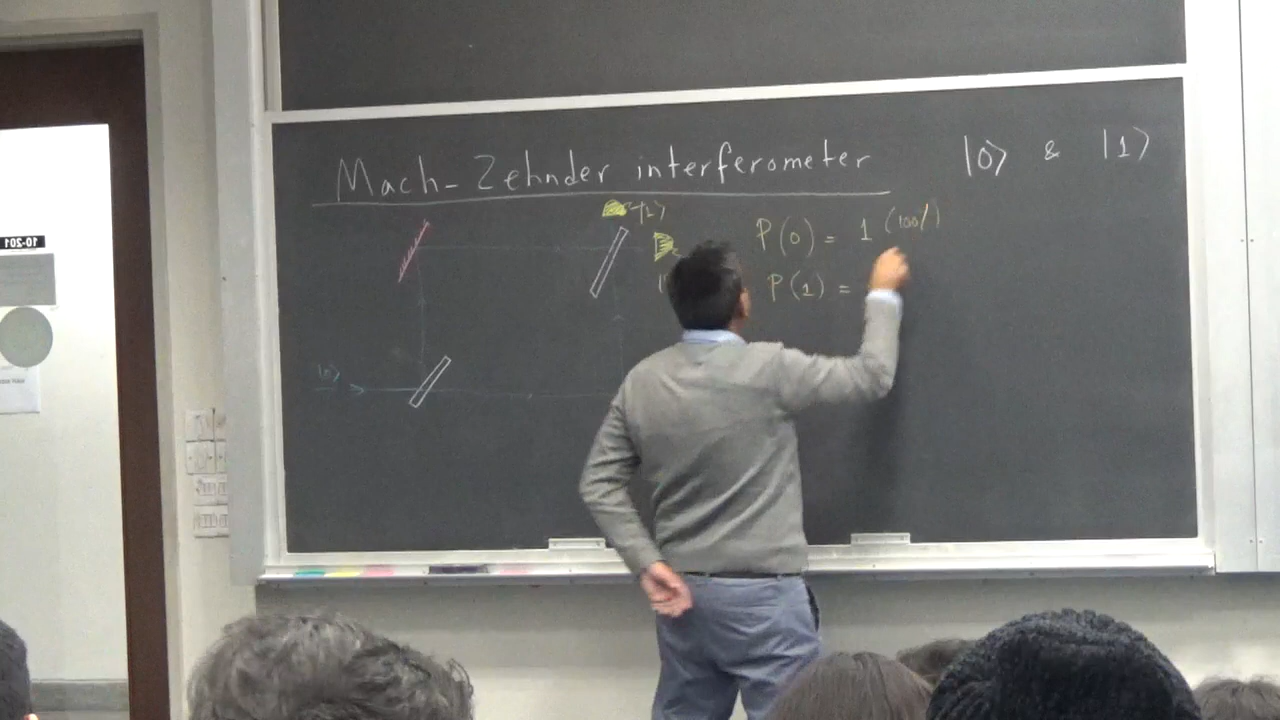 Mach-Zehnder interferometer
|0⟩ & |1⟩
|1⟩
P(0) = 1 (100%)
P(1) =
|0⟩
10-201